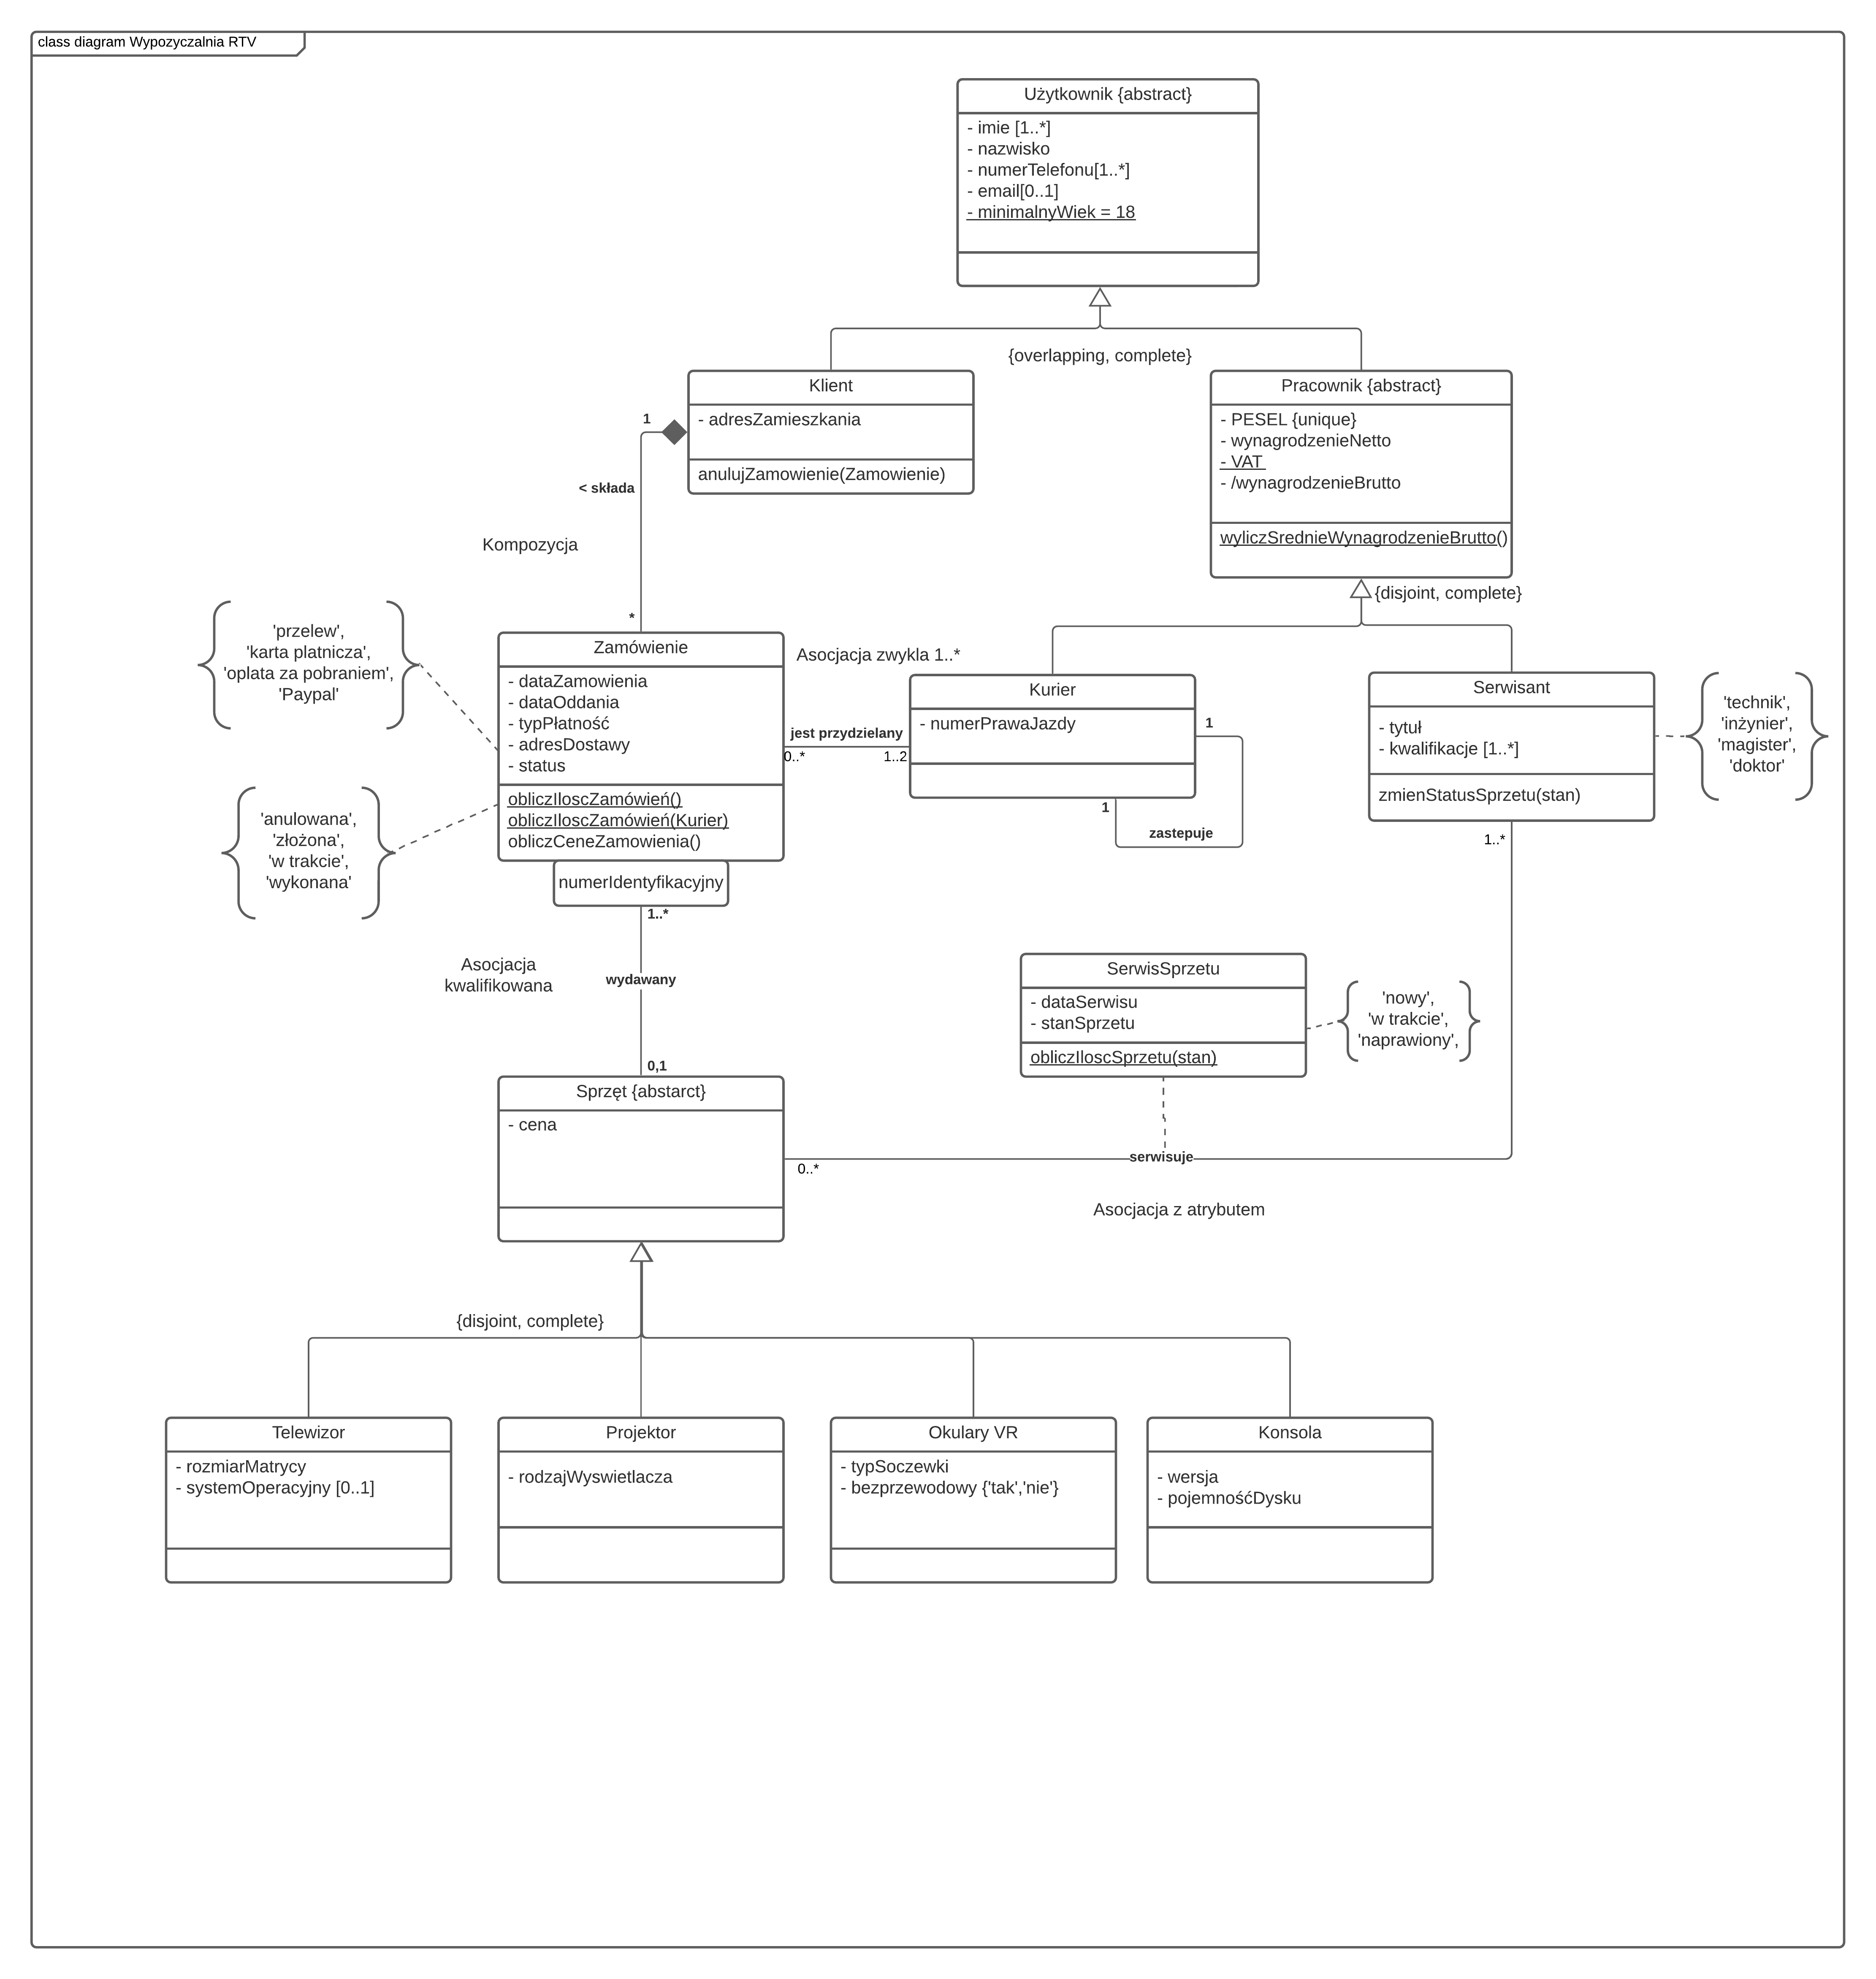 class diagram Wypozyczalnia RTV
Użytkownik {abstract}
- imie [1..*]
- nazwisko
- numerTelefonu[1..*]
- email[0..1]
- minimalnyWiek = 18
{overlapping, complete}
Klient
- adresZamieszkania
anulujZamowienie(Zamowienie)
Pracownik {abstract}
- PESEL {unique}
- wynagrodzenieNetto
- VAT
- /wynagrodzenieBrutto
wyliczSrednieWynagrodzenieBrutto()
1
< składa
Kompozycja
*
{disjoint, complete}
'przelew',
'karta platnicza',
'oplata za pobraniem',
'Paypal'
'anulowana',
'złożona',
'w trakcie',
'wykonana'
Zamówienie
- dataZamowienia
- dataOddania
- typPłatność
- adresDostawy
- status
obliczIloscZamówień()
obliczIloscZamówień(Kurier)
obliczCeneZamowienia()
numerIdentyfikacyjny
Asocjacja zwykla 1..*
jest przydzielany
0..*
1..2
Kurier
- numerPrawaJazdy
1
1
zastepuje
Serwisant
- tytuł
- kwalifikacje [1..*]
zmienStatusSprzetu(stan)
'technik',
'inżynier',
'magister',
'doktor'
1..*
1..*
Asocjacja
kwalifikowana
wydawany
0,1
SerwisSprzetu
- dataSerwisu
- stanSprzetu
obliczIloscSprzetu(stan)
'nowy',
'w trakcie',
'naprawiony',
Sprzęt {abstarct}
- cena
0..*
serwisuje
Asocjacja z atrybutem
{disjoint, complete}
Telewizor
- rozmiarMatrycy
- systemOperacyjny [0..1]
Projektor
- rodzajWyswietlacza
Okulary VR
- typSoczewki
- bezprzewodowy {'tak','nie'}
Konsola
- wersja
- pojemnośćDysku